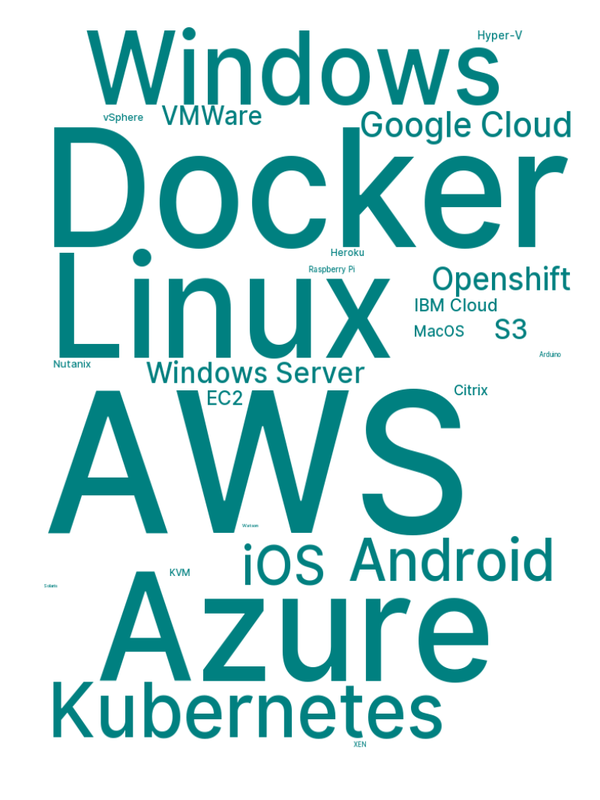 Windows
Hyper-V
vSphere
VMWare
Google Cloud
Docker
Heroku
Linux
Raspberry Pi
Openshift
IBM Cloud
MacOS
S3
Arduino
Nutanix
Windows Server
EC2
AWS
Citrix
Watson
iOS
Android
KVM
Azure
Kubernetes
XEN